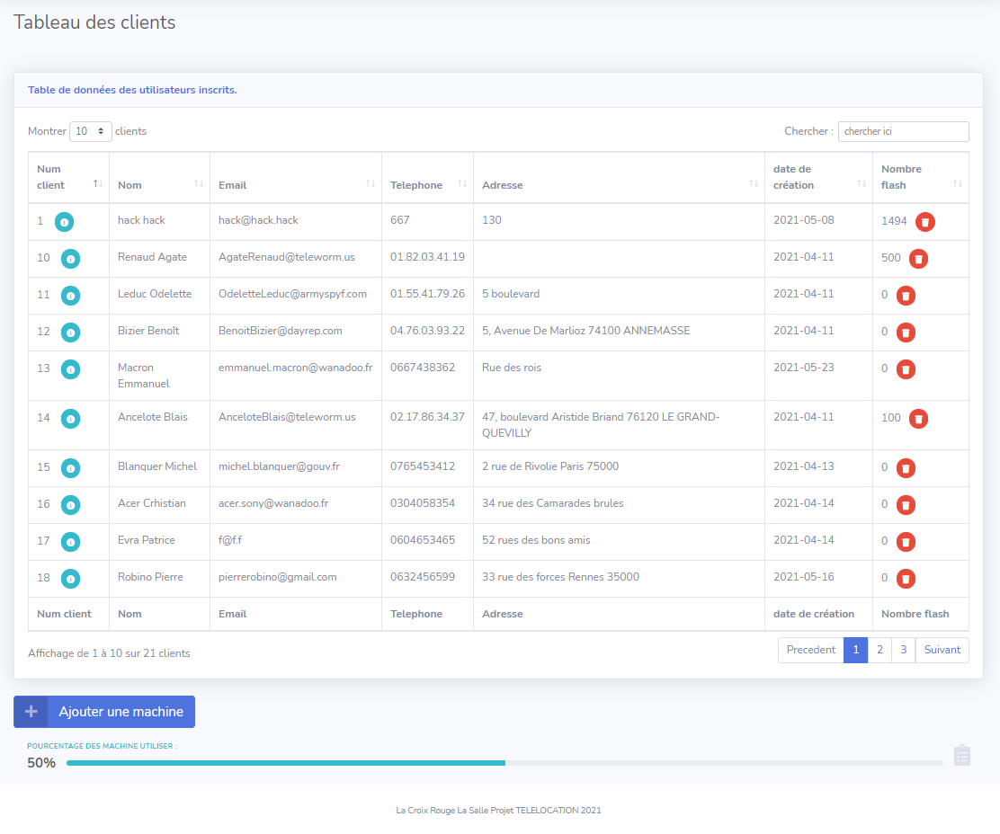 Tableau des clients
Table de données des utilisateurs inscrits.
Montrer 10 clients Chercher : chercher ici
Num client Nom Email Telephone Adresse date de création Nombre flash
1 hack hack hack@hack.hack 667 130 2021-05-08 1494
10 Renaud Agate AgateRenaud@teleworm.us 01.82.03.41.19 2021-04-11 500
11 Leduc Odelette OdeletteLeduc@armyspyf.com 01.55.41.79.26 5 boulevard 2021-04-11 0
12 Bizier Benoît BenoitBizier@dayrep.com 04.76.03.93.22 5, Avenue De Marlioz 74100 ANNEMASSE 2021-04-11 0
13 Macron Emmanuel emmanuel.macron@wanadoo.fr 0667438362 Rue des rois 2021-05-23 0
14 Ancelote Blais AnceloteBlais@teleworm.us 02.17.86.34.37 47, boulevard Aristide Briand 76120 LE GRAND-QUEVILLY 2021-04-11 100
15 Blanquer Michel michel.blanquer@gouv.fr 0765453412 2 rue de Rivolie Paris 75000 2021-04-13 0
16 Acer Crhistian acer.sony@wanadoo.fr 0304058354 34 rue des Camarades brules 2021-04-14 0
17 Evra Patrice f@f.f 0604653465 52 rues des bons amis 2021-04-14 0
18 Robino Pierre pierrerobino@gmail.com 0632456599 33 rue des forces Rennes 35000 2021-05-16 0
Num client Nom Email Telephone Adresse date de création Nombre flash
Affichage de 1 à 10 sur 21 clients Precedent 1 2 3 Suivant
Ajouter une machine
POURCENTAGE DES MACHINE UTILISER :
50%
La Croix Rouge La Salle Projet TELELOCATION 2021